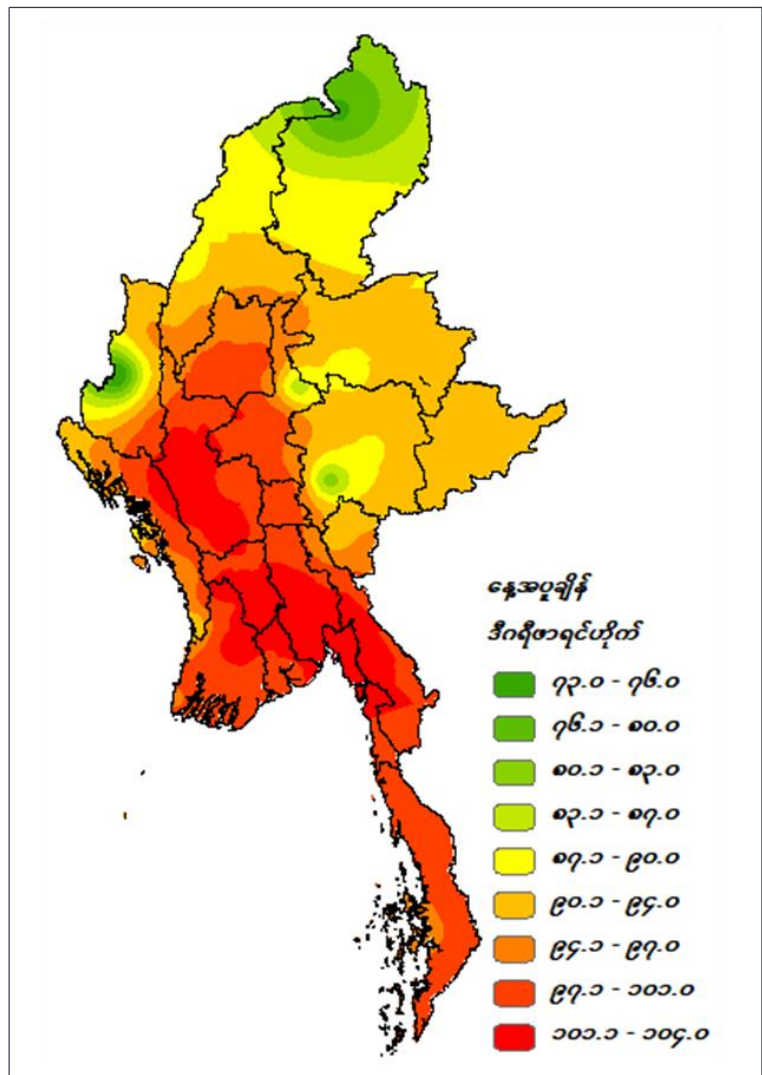 နေ့အပူချိန်
ဒီဂရီဖာရင်ဟိုက်
၇၃.၀ - ၇၆.၀
၇၆.၁ - ၈၀.၀
၈၀.၁ - ၈၃.၀
၈၃.၁ - ၈၇.၀
၈၇.၁ - ၉၀.၀
၉၀.၁ - ၉၄.၀
၉၄.၁ - ၉၇.၀
၉၇.၁ - ၁၀၁.၀
၁၀၁.၁ - ၁၀၄.၀